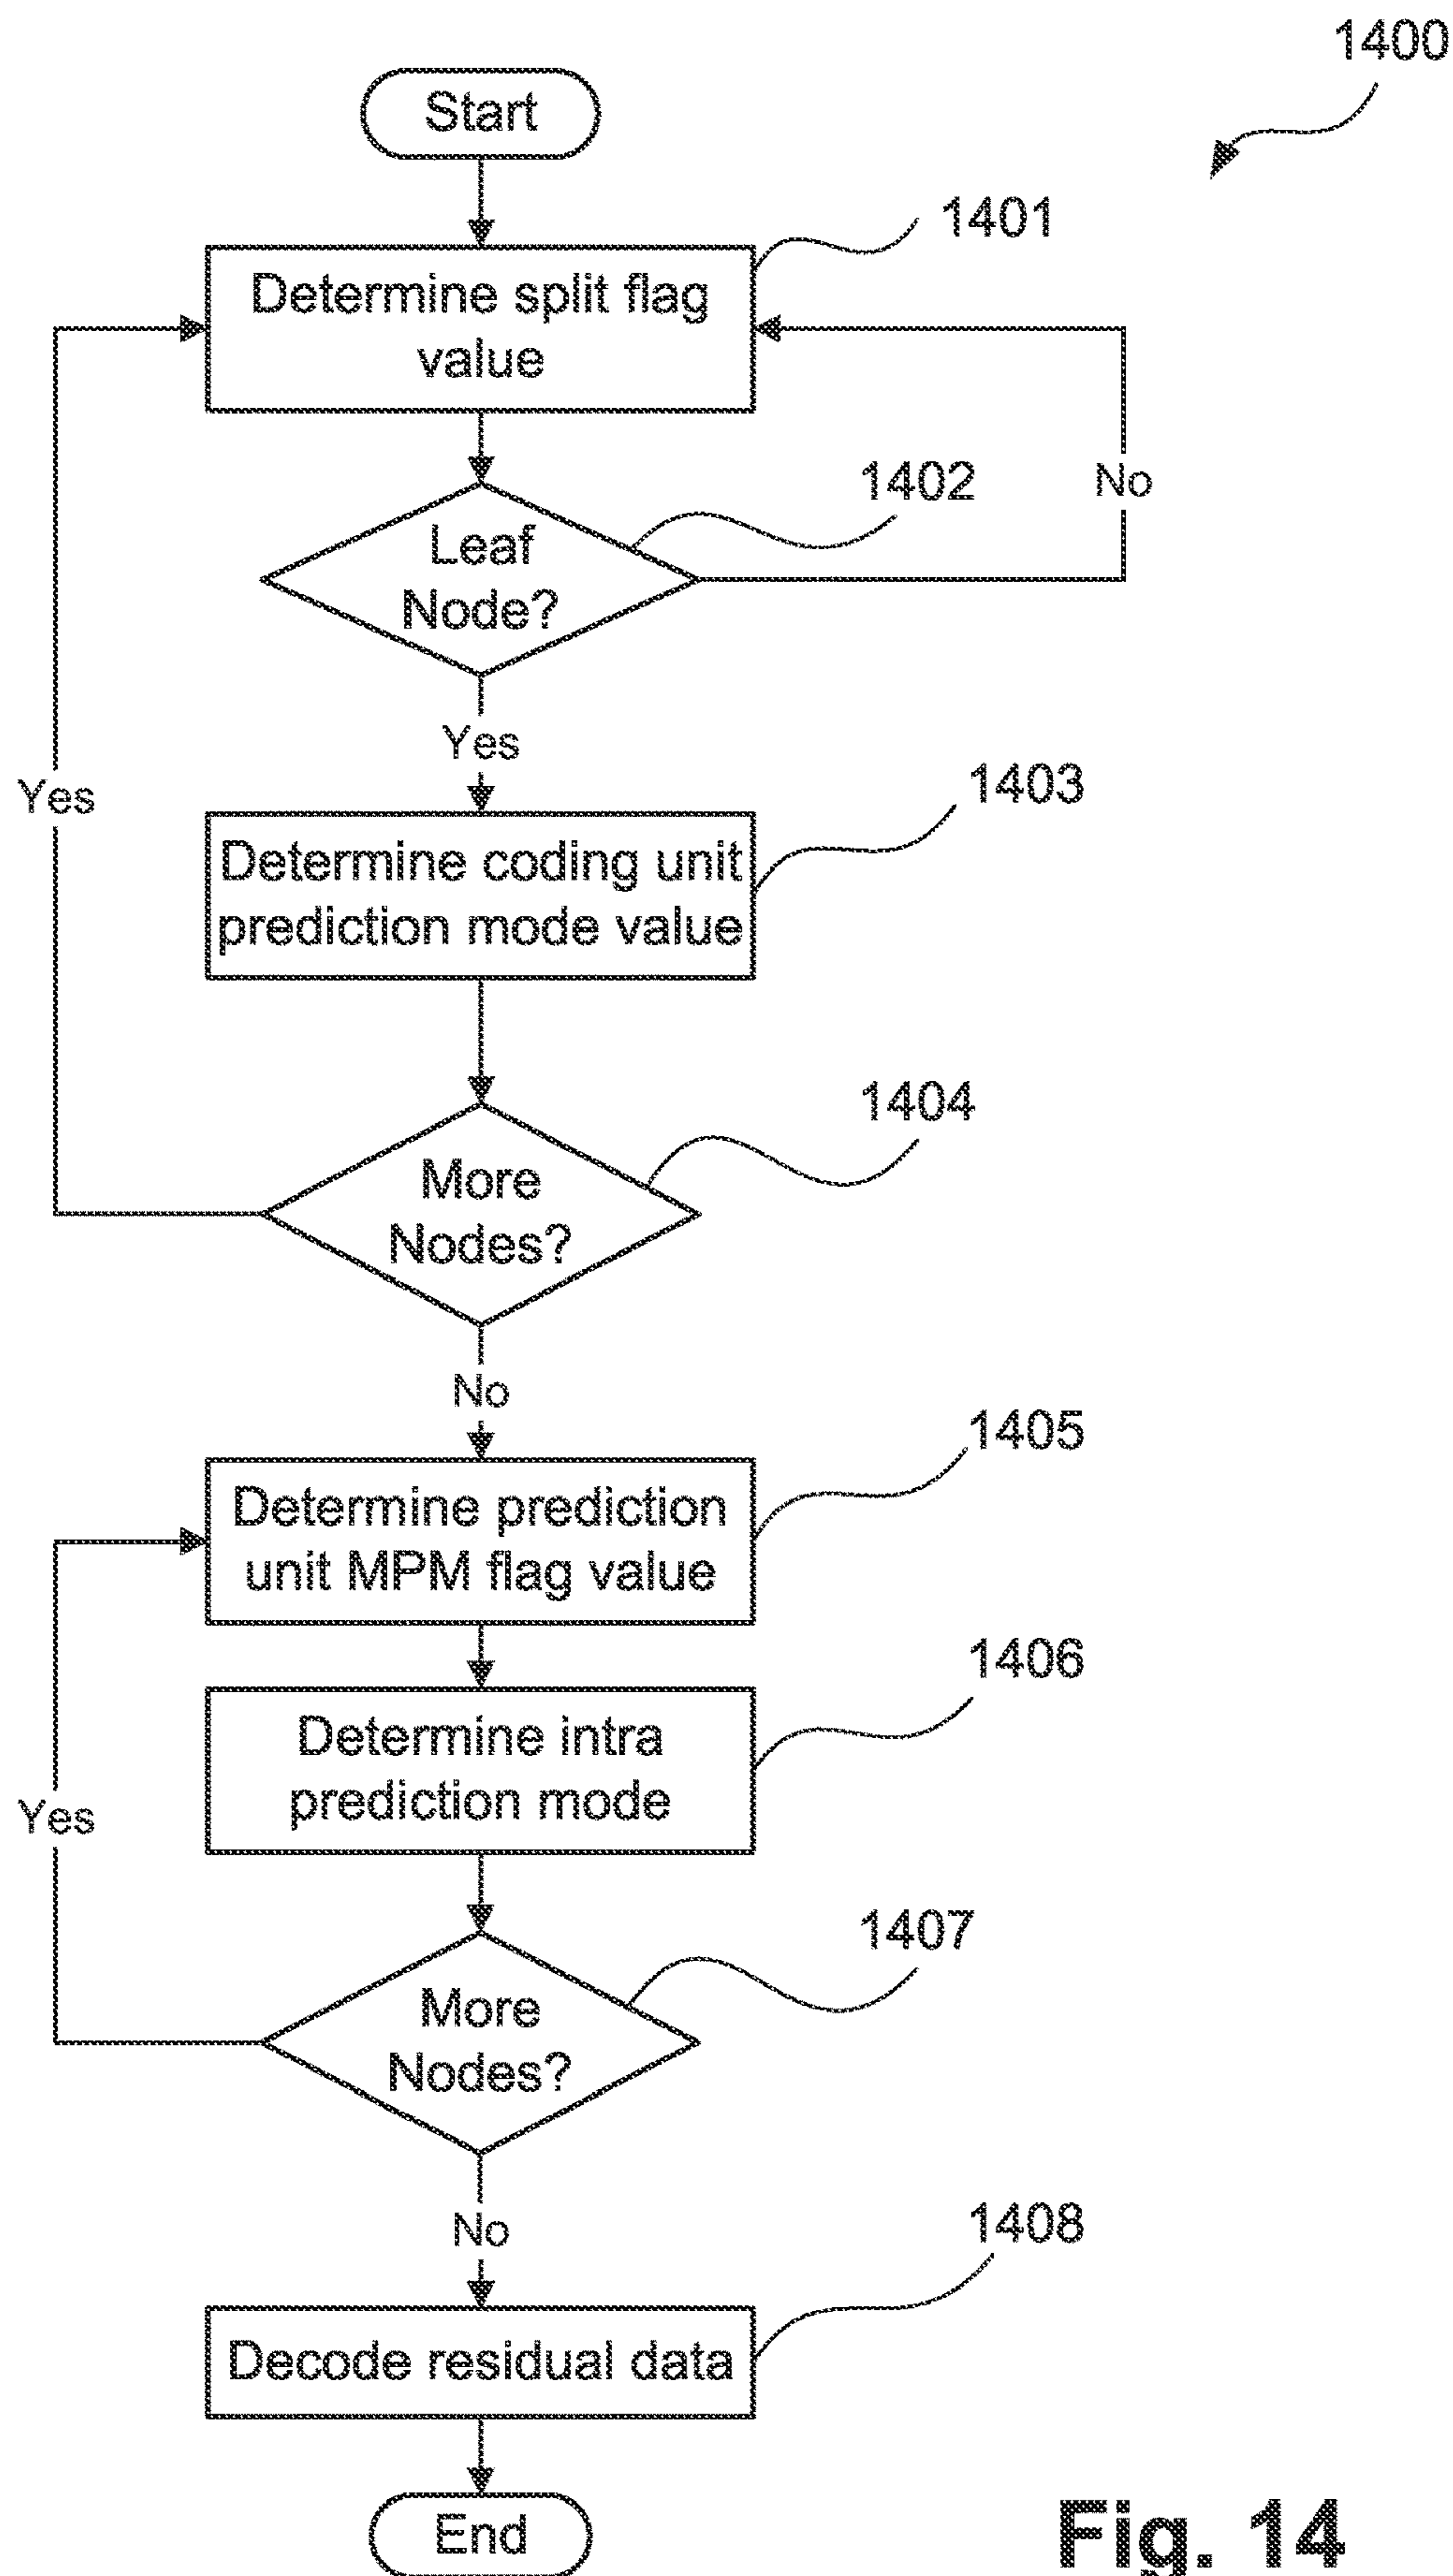 1400
Start
1401
Determine split flag
value
1402
No
Leaf
Node?
Yes
Yes
1403
Determine coding unit
prediction mode value
1404
More
Nodes?
No
1405
Determine prediction
unit MPM flag value
1406
Determine intra
prediction mode
Yes
1407
More
Nodes?
No
1408
Decode residual data
End
Fig. 14